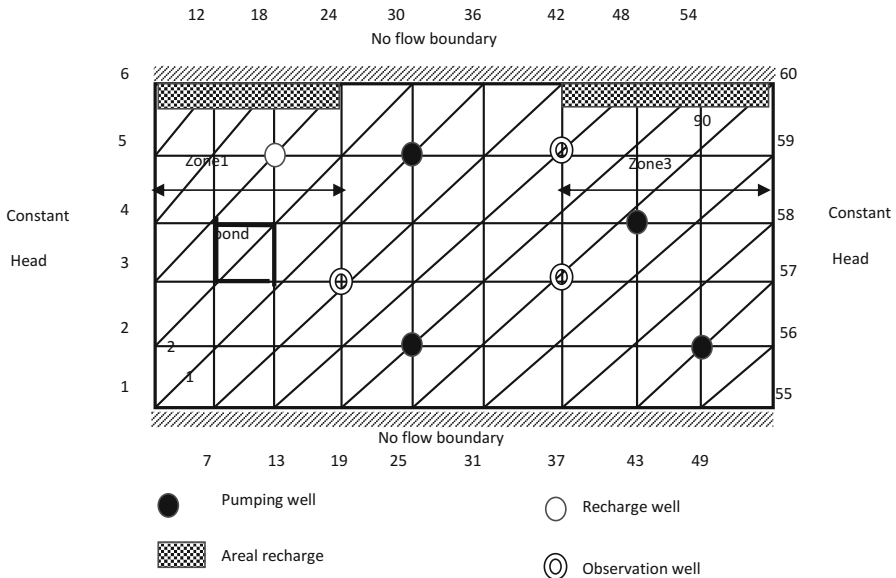 12 18 24 30 36 42 48 54
No flow boundary
6 60
90
5 59
Zone1 Zone3
4 58
Constant Constant
pond
Head 3 57 Head
2 56
2
1
1 55
No flow boundary
7 13 19 25 31 37 43 49
Pumping well Recharge well
Areal recharge Observation well